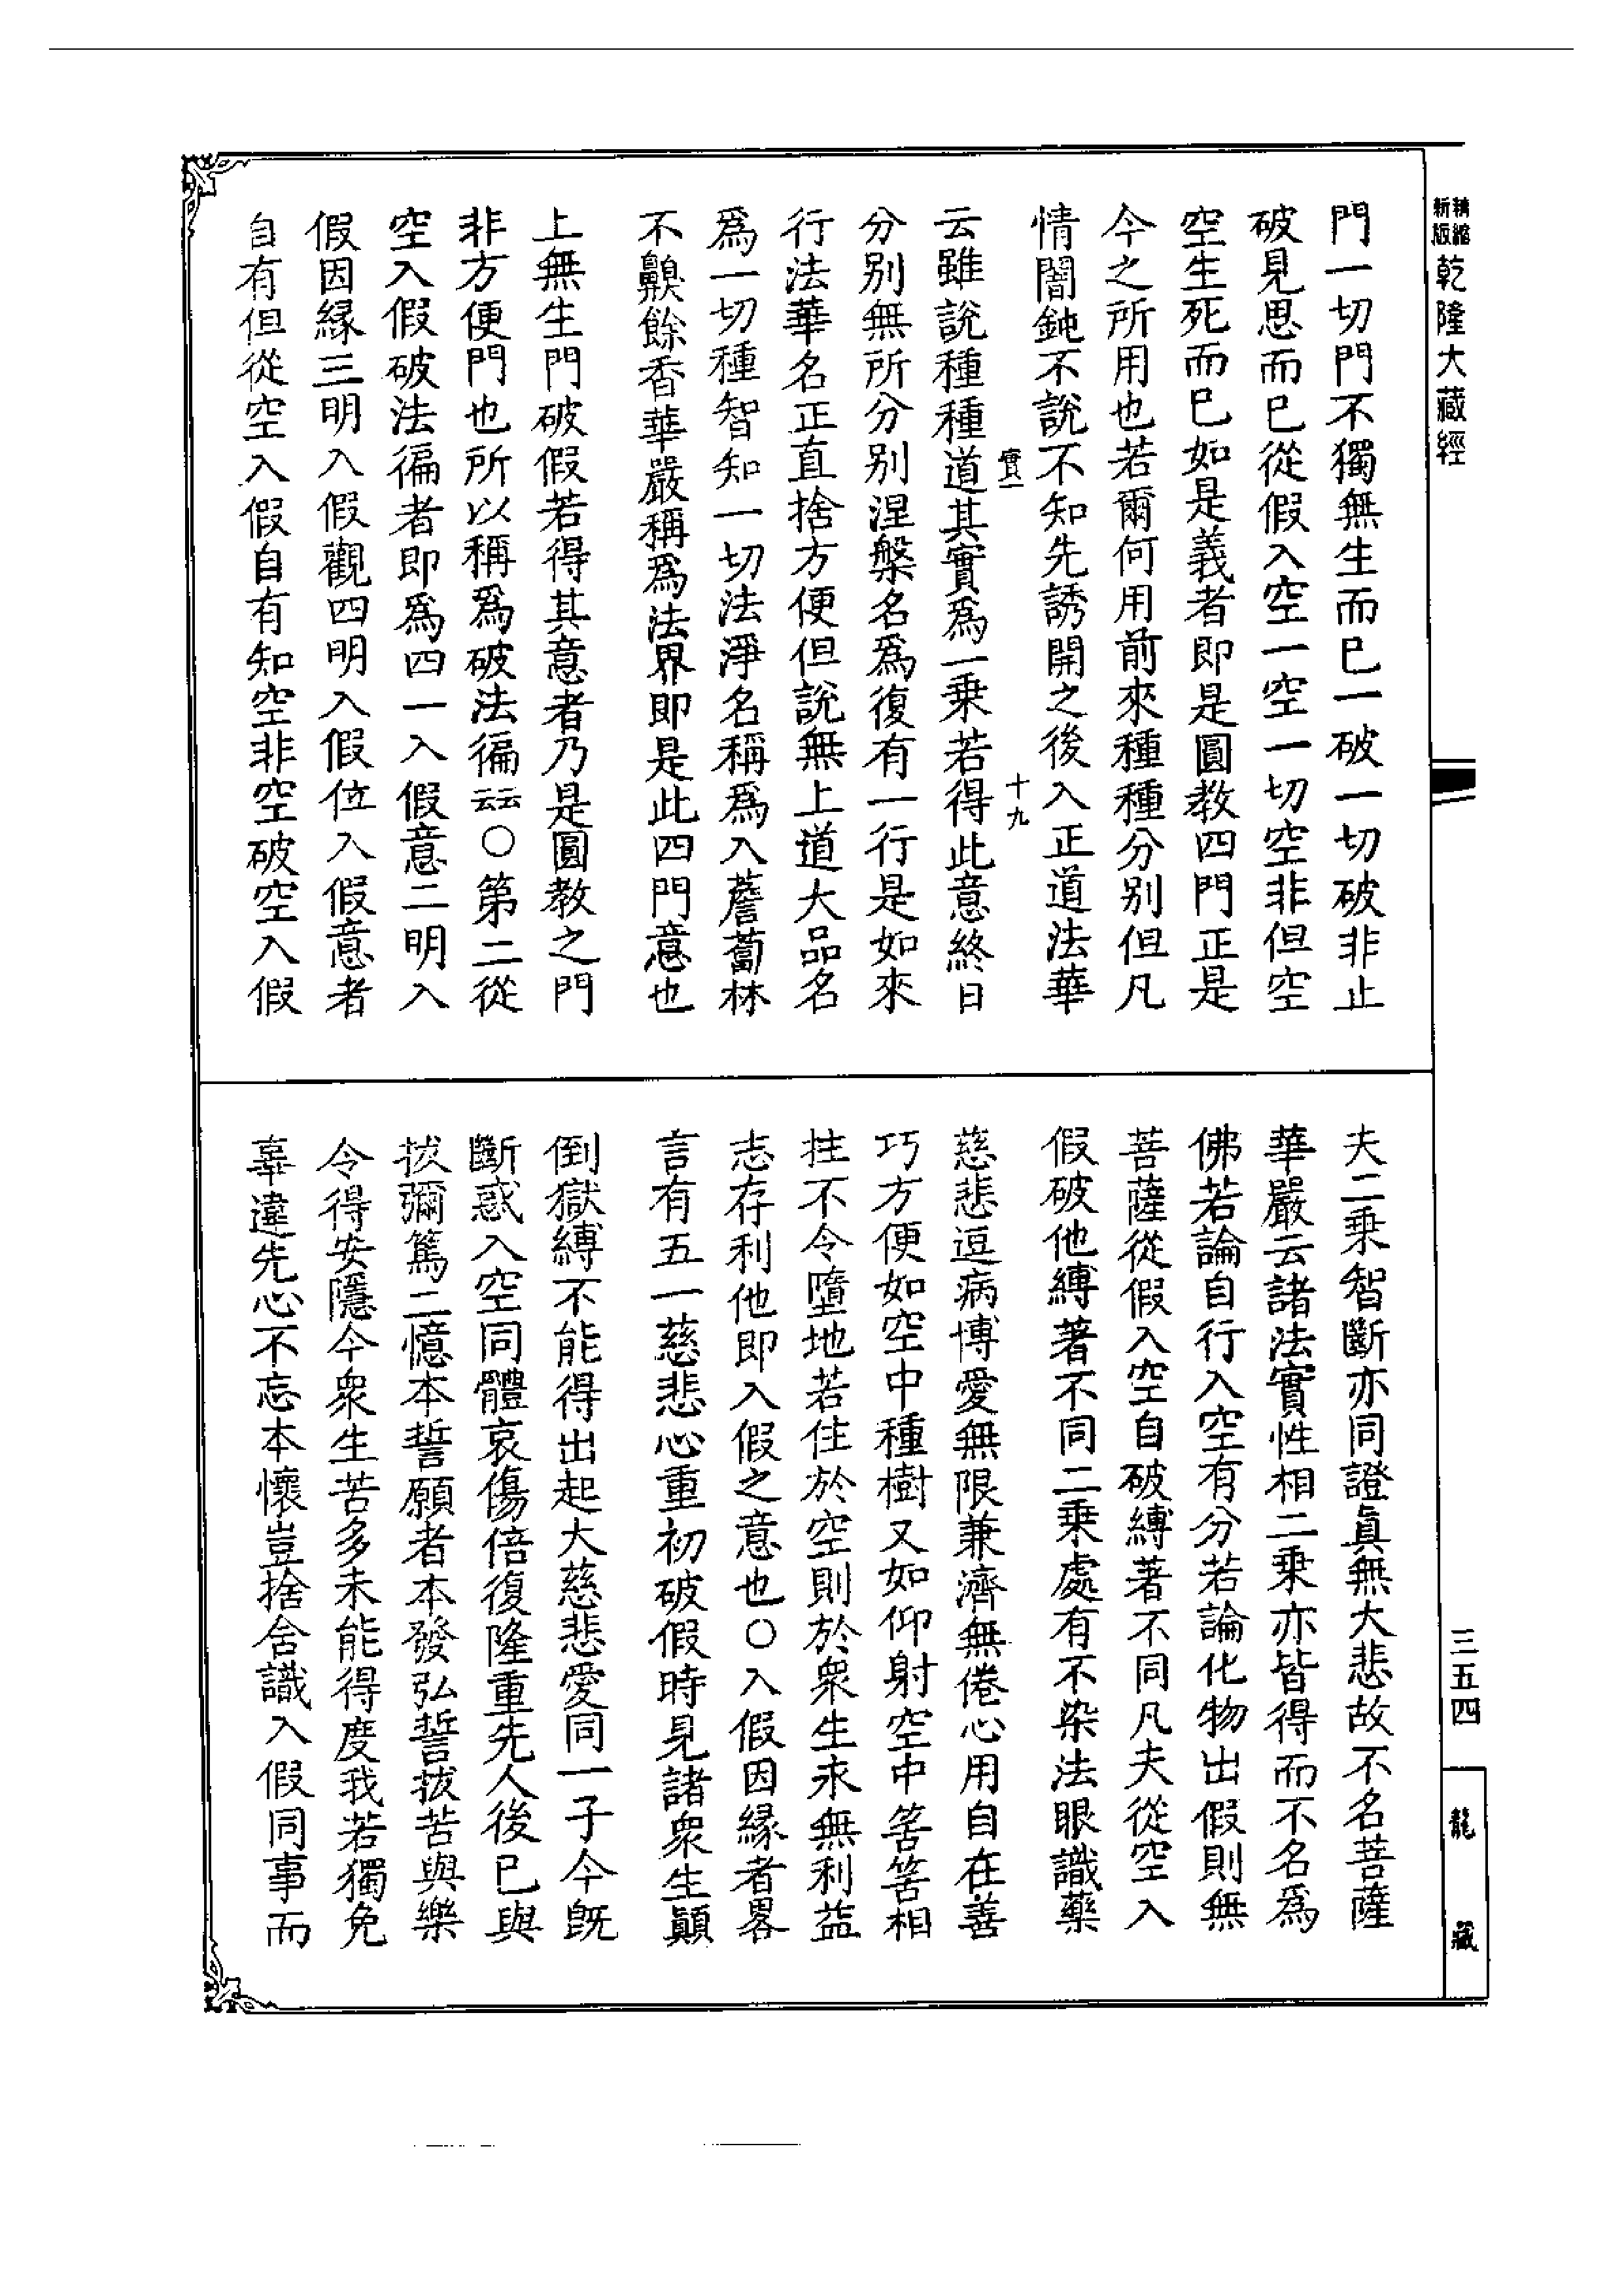 精縮新版乾隆大藏經
門一切門不獨無生而已一破一切破非止
破見思而已從假入空一空一切空非但空
空生死而已如是義者即是圓教四門正是
今之所用也若爾何用前來種種分別但凡
情闇鈍不說不知先誘開之後入正道法華
實一
十九
云雖說種種道其實爲一乘若得此意終日
分別無所分別涅槃名爲復有一行是如來
行法華名正直捨方便但說無上道大品名
爲一切種智知一切法淨名稱爲入薝蔔林
不齅餘香華嚴稱爲法界即是此四門意也
上無生門破假若得其意者乃是圓教之門
非方便門也所以稱爲破法徧云云〇第二從
空入假破法徧者即爲四一入假意二明入
假因緣三明入假觀四明入假位入假意者
自有但從空入假自有知空非空破空入假
夫二乘智斷亦同證眞無大悲故不名菩薩
華嚴云諸法實性相二乘亦皆得而不名爲
佛若論自行入空有分若論化物出假則無
菩薩從假入空自破縛著不同凡夫從空入
假破他縛著不同二乘處有不染法眼識藥
慈悲逗病博愛無限兼濟無倦心用自在善
巧方便如空中種樹又如仰射空中筈筈相
拄不令墮地若住於空則於衆生永無利益
志存利他即入假之意也〇入假因緣者畧
言有五一慈悲心重初破假時見諸衆生顚
倒獄縛不能得出起大慈悲愛同一子今旣
斷惑入空同體哀傷倍復隆重先人後已與
拔彌篤二憶本誓願者本發弘誓拔苦與樂
令得安隱今衆生苦多未能得度我若獨免
辜違先心不忘本懷豈捨含識入假同事而
三五四
龍藏